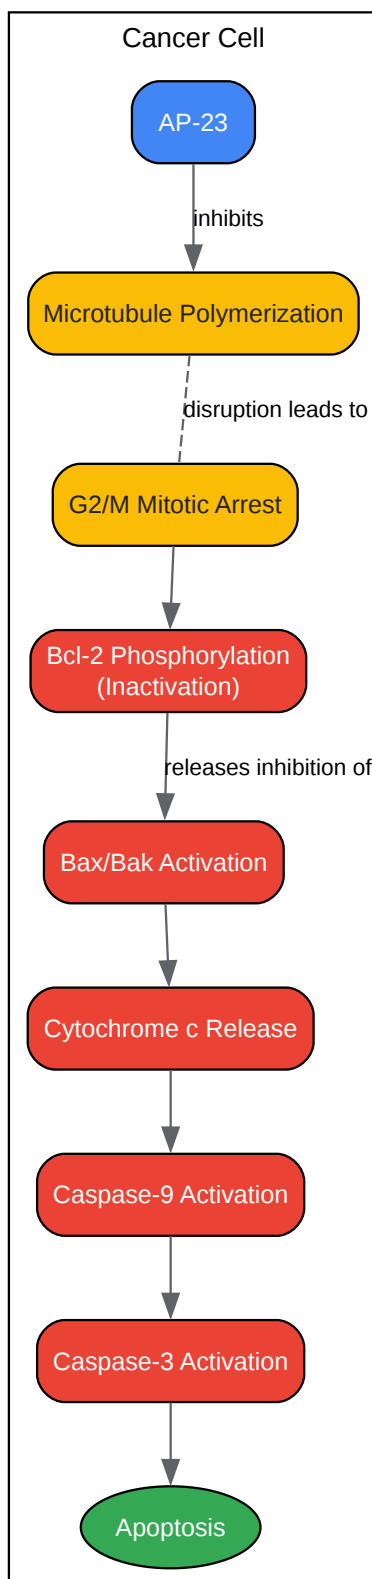 Cancer Cell
AP-23
inhibits
Microtubule Polymerization
disruption leads to
G2/M Mitotic Arrest
Bcl-2 Phosphorylation
(Inactivation)
releases inhibition of
Bax/Bak Activation
Cytochrome c Release
Caspase-9 Activation
Caspase-3 Activation
Apoptosis